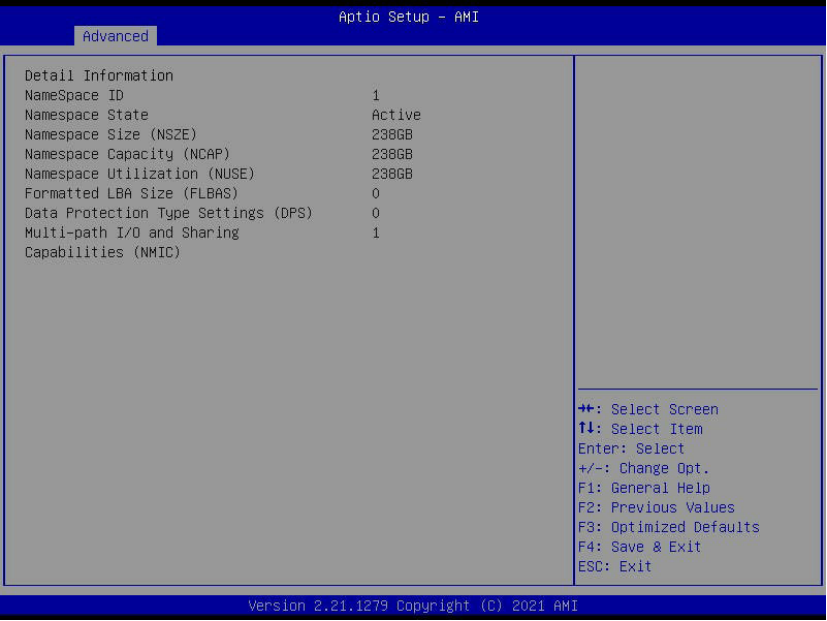 Aptio Setup – AMI
Advanced
Detail Information
NameSpace ID 1
Namespace State Active
Namespace Size (NSZE) 238GB
Namespace Capacity (NCAP) 238GB
Namespace Utilization (NUSE) 238GB
Formatted LBA Size (FLBAS) 0
Data Protection Type Settings (DPS) 0
Multi-path I/O and Sharing 1
Capabilities (NMIC)
→←: Select Screen
↑↓: Select Item
Enter: Select
+/-: Change Opt.
F1: General Help
F2: Previous Values
F3: Optimized Defaults
F4: Save & Exit
ESC: Exit
Version 2.21.1279 Copyright (C) 2021 AMI